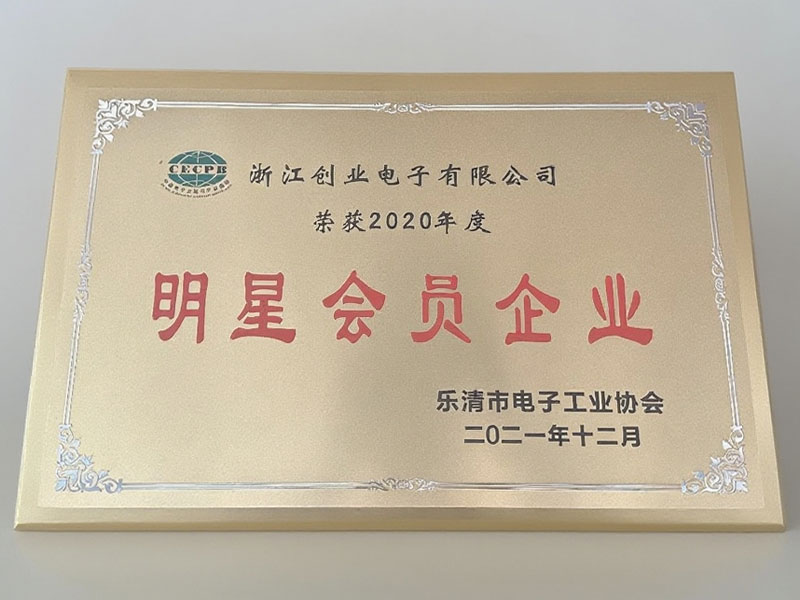 CECPB
浙江创业电子有限公司
荣获2020年度
明星会员企业
乐清市电子工业协会
二〇二一年十二月